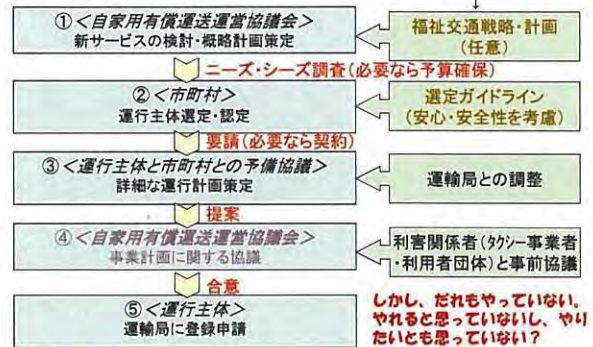 ①<自家用有償運送運営協議会>
新サービスの検討・概略計画策定
福祉交通戦略・計画
(任意)
ニーズ・シーズ調査(必要なら予算確保)
②<市町村>
運行主体選定・認定
選定ガイドライン
(安心・安全性を考慮)
要請(必要なら契約)
③<運行主体と市町村との予備協議>
詳細な運行計画策定
運輸局との調整
提案
④<自家用有償運送運営協議会>
事業計画に関する協議
利害関係者(タクシー事業者
・利用者団体)と事前協議
合意
⑤<運行主体>
運輸局に登録申請
しかし、だれもやっていない。
やれると思っていないし、やり
たいとも思っていない?